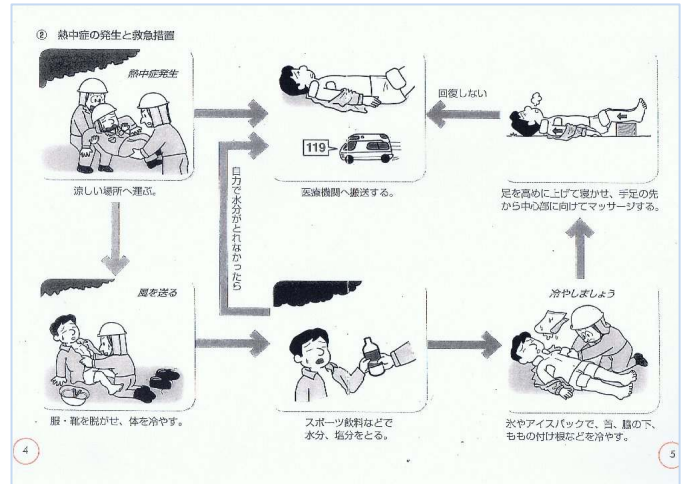 ② 熱中症の発生と救急措置
熱中症発生
涼しい場所へ運ぶ。
119
医療機関へ搬送する。
回復しない
足を高めに上げて寝かせ、手足の先
から中心部に向けてマッサージする。
自力で水分がとれなかったら
風を送る
服・靴を脱がせ、体を冷やす。
スポーツ飲料などで
水分、塩分をとる。
冷やしましょう
氷やアイスパックで、首、脇の下、
ももの付け根などを冷やす。
4
5